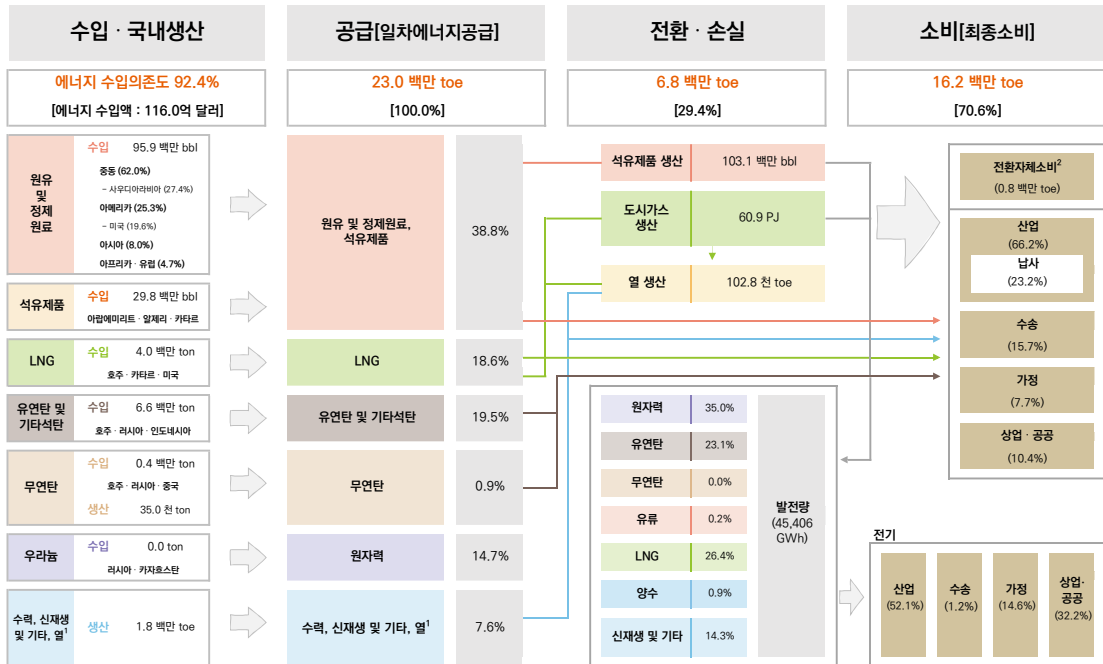 수입 · 국내생산
에너지 수입의존도 92.4%
[에너지 수입액 : 116.0억 달러]
원유
및
정제
원료
수입 95.9 백만 bbl
중동 (62.0%)
– 사우디아라비아 (27.4%)
아메리카 (25.3%)
– 미국 (19.6%)
아시아 (8.0%)
아프리카 · 유럽 (4.7%)
석유제품
수입 29.8 백만 bbl
아랍에미리트 · 알제리 · 카타르
LNG
수입 4.0 백만 ton
호주 · 카타르 · 미국
유연탄 및
기타석탄
수입 6.6 백만 ton
호주 · 러시아 · 인도네시아
무연탄
수입 0.4 백만 ton
호주 · 러시아 · 중국
생산 35.0 천 ton
우라늄
수입 0.0 ton
러시아 · 카자흐스탄
수력, 신재생
및 기타, 열1
생산 1.8 백만 toe
공급[일차에너지공급]
23.0 백만 toe
[100.0%]
원유 및 정제원료,
석유제품
38.8%
LNG
18.6%
유연탄 및 기타석탄
19.5%
무연탄
0.9%
원자력
14.7%
수력, 신재생 및 기타, 열1
7.6%
전환 · 손실
6.8 백만 toe
[29.4%]
석유제품 생산 103.1 백만 bbl
도시가스
생산
60.9 PJ
열 생산 102.8 천 toe
원자력 35.0%
유연탄 23.1%
무연탄 0.0%
유류 0.2%
LNG 26.4%
양수 0.9%
신재생 및 기타 14.3%
발전량
(45,406
GWh)
소비[최종소비]
16.2 백만 toe
[70.6%]
전환자체소비2
(0.8 백만 toe)
산업
(66.2%)
납사
(23.2%)
수송
(15.7%)
가정
(7.7%)
상업 · 공공
(10.4%)
전기
산업
(52.1%)
수송
(1.2%)
가정
(14.6%)
상업·
공공
(32.2%)